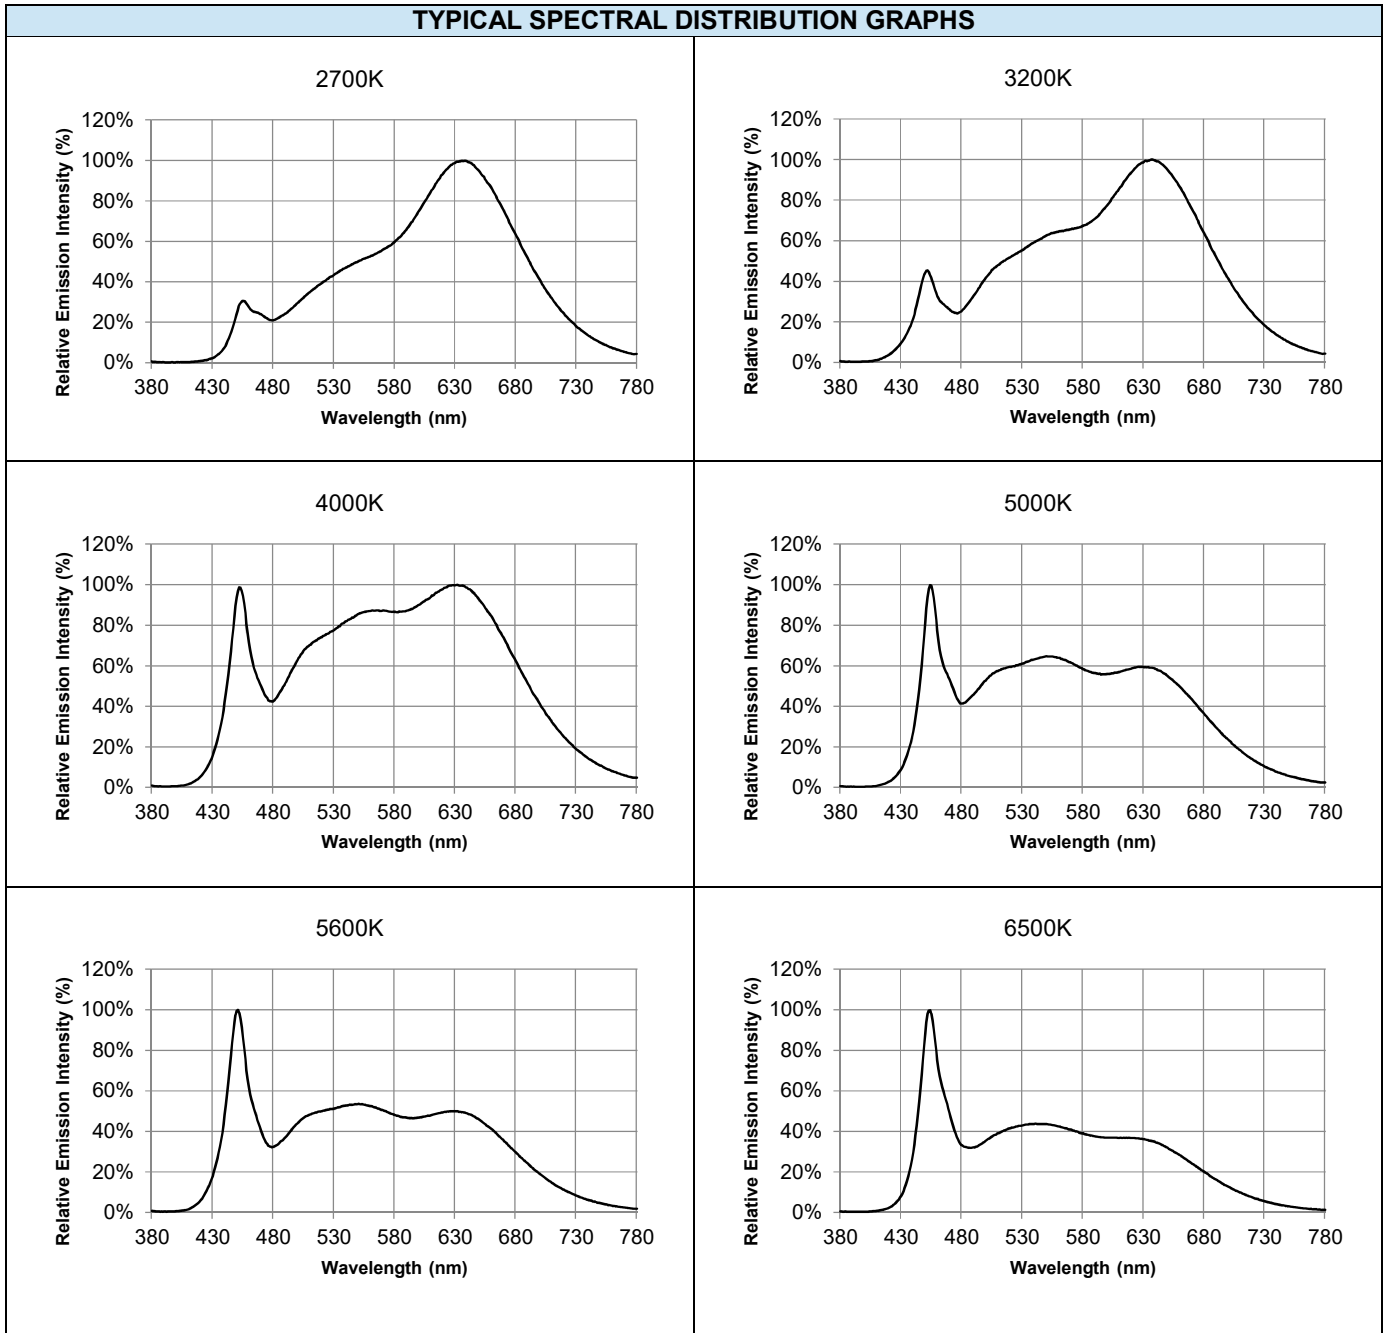 TYPICAL SPECTRAL DISTRIBUTION GRAPHS
2700K
Relative Emission Intensity (%)
120%
100%
80%
60%
40%
20%
0%
380 430 480 530 580 630 680 730 780
Wavelength (nm)
3200K
Relative Emission Intensity (%)
120%
100%
80%
60%
40%
20%
0%
380 430 480 530 580 630 680 730 780
Wavelength (nm)
4000K
Relative Emission Intensity (%)
120%
100%
80%
60%
40%
20%
0%
380 430 480 530 580 630 680 730 780
Wavelength (nm)
5000K
Relative Emission Intensity (%)
120%
100%
80%
60%
40%
20%
0%
380 430 480 530 580 630 680 730 780
Wavelength (nm)
5600K
Relative Emission Intensity (%)
120%
100%
80%
60%
40%
20%
0%
380 430 480 530 580 630 680 730 780
Wavelength (nm)
6500K
Relative Emission Intensity (%)
120%
100%
80%
60%
40%
20%
0%
380 430 480 530 580 630 680 730 780
Wavelength (nm)